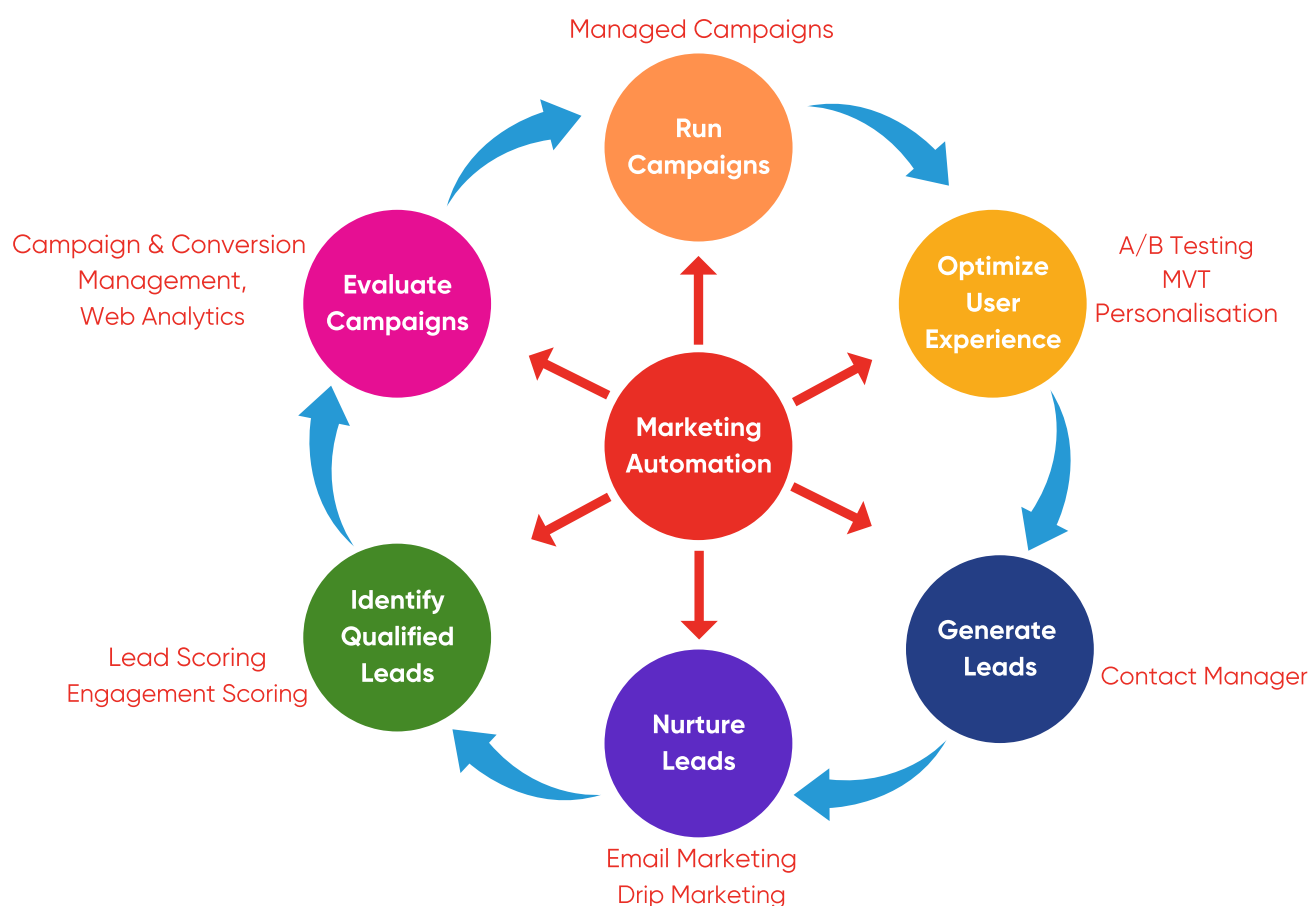 Managed Campaigns
Run
Campaigns
Optimize
User
Experience
A/B Testing
MVT
Personalisation
Generate
Leads
Contact Manager
Nurture
Leads
Email Marketing
Drip Marketing
Identify
Qualified
Leads
Lead Scoring
Engagement Scoring
Evaluate
Campaigns
Campaign & Conversion
Management,
Web Analytics
Marketing
Automation